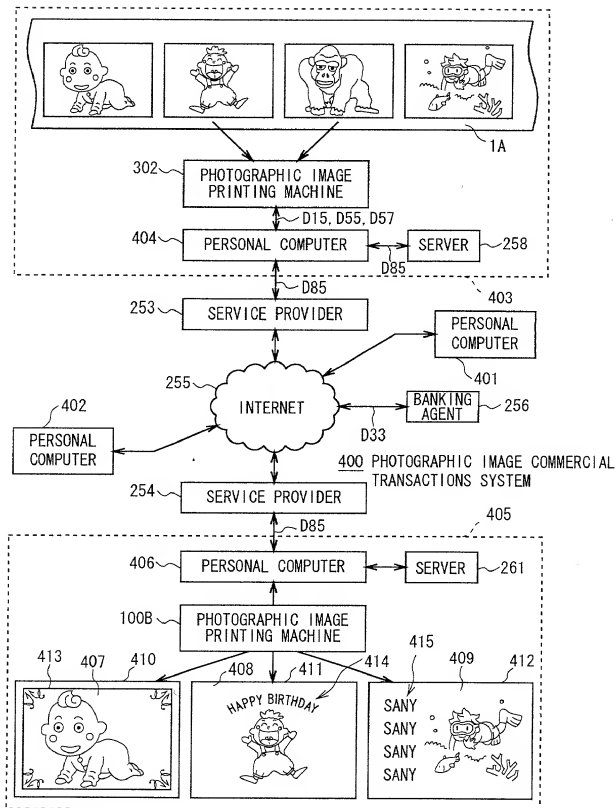 1A
302
PHOTOGRAPHIC IMAGE
PRINTING MACHINE
D15, D55, D57
404
PERSONAL COMPUTER
D85
SERVER
258
D85
403
253
SERVICE PROVIDER
PERSONAL
COMPUTER
401
255
INTERNET
402
PERSONAL
COMPUTER
BANKING
AGENT
256
D33
400 PHOTOGRAPHIC IMAGE COMMERCIAL
TRANSACTIONS SYSTEM
254
SERVICE PROVIDER
D85
405
406
PERSONAL COMPUTER
SERVER
261
100B
PHOTOGRAPHIC IMAGE
PRINTING MACHINE
413
407
410
408
411
414
415
409
412
HAPPY BIRTHDAY
SANY
SANY
SANY
SANY